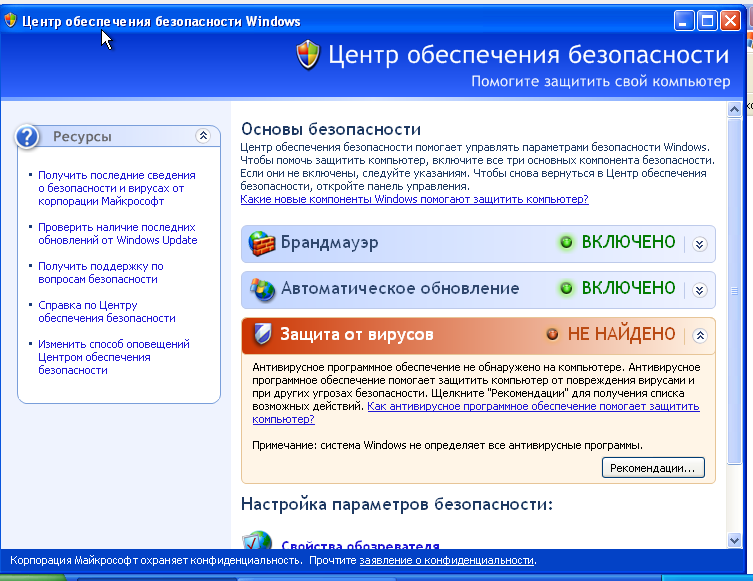 Центр обеспечения безопасности Windows
Центр обеспечения безопасности
Помогите защитить свой компьютер
Ресурсы
Получить последние сведения
о безопасности и вирусах от
корпорации Майкрософт
Проверить наличие последних
обновлений от Windows Update
Получить поддержку по
вопросам безопасности
Справка по Центру
обеспечения безопасности
Изменить способ оповещений
Центром обеспечения
безопасности
Основы безопасности
Центр обеспечения безопасности помогает управлять параметрами безопасности Windows.
Чтобы помочь защитить компьютер, включите все три основных компонента безопасности.
Если они не включены, следуйте указаниям. Чтобы снова вернуться в Центр обеспечения
безопасности, откройте панель управления.
Какие новые компоненты Windows помогают защитить компьютер?
Брандмауэр ВКЛЮЧЕНО
Автоматическое обновление ВКЛЮЧЕНО
Защита от вирусов НЕ НАЙДЕНО
Антивирусное программное обеспечение не обнаружено на компьютере. Антивирусное
программное обеспечение помогает защитить компьютер от повреждения вирусами и
при других угрозах безопасности. Щелкните "Рекомендации" для получения списка
возможных действий. Как антивирусное программное обеспечение помогает защитить
компьютер?
Примечание: система Windows не определяет все антивирусные программы.
Рекомендации...
Настройка параметров безопасности:
Свойства обозревателя
Корпорация Майкрософт охраняет конфиденциальность. Прочтите заявление о конфиденциальности.